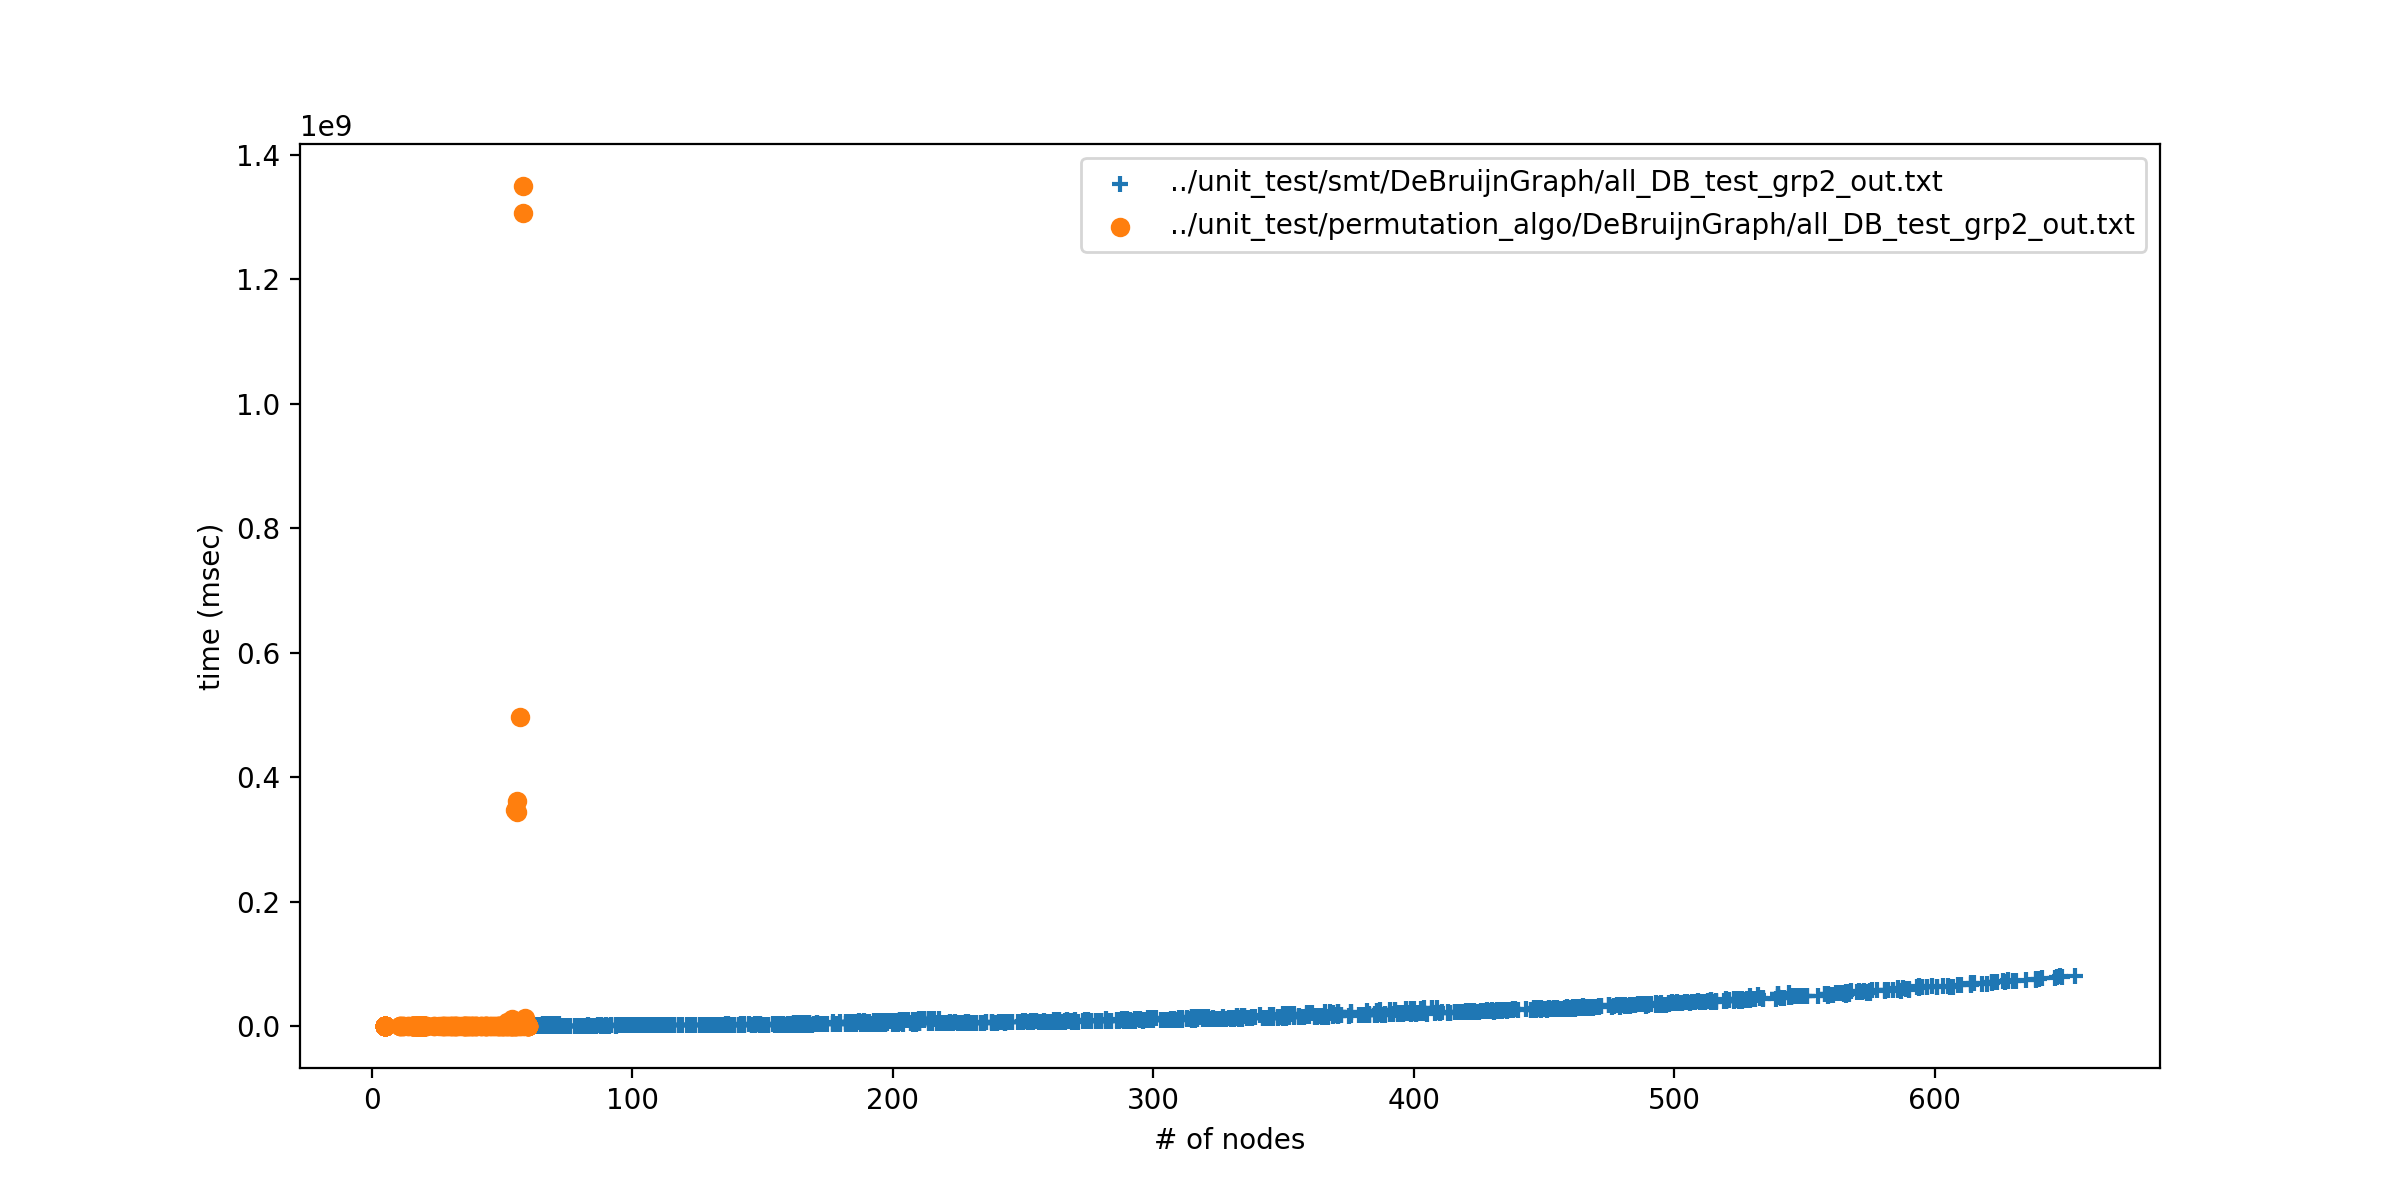 1e9
1.4
1.2
1.0
0.8
0.6
0.4
0.2
0.0
time (msec)
../unit_test/smt/DeBruijnGraph/all_DB_test_grp2_out.txt
../unit_test/permutation_algo/DeBruijnGraph/all_DB_test_grp2_out.txt
0 100 200 300 400 500 600
# of nodes